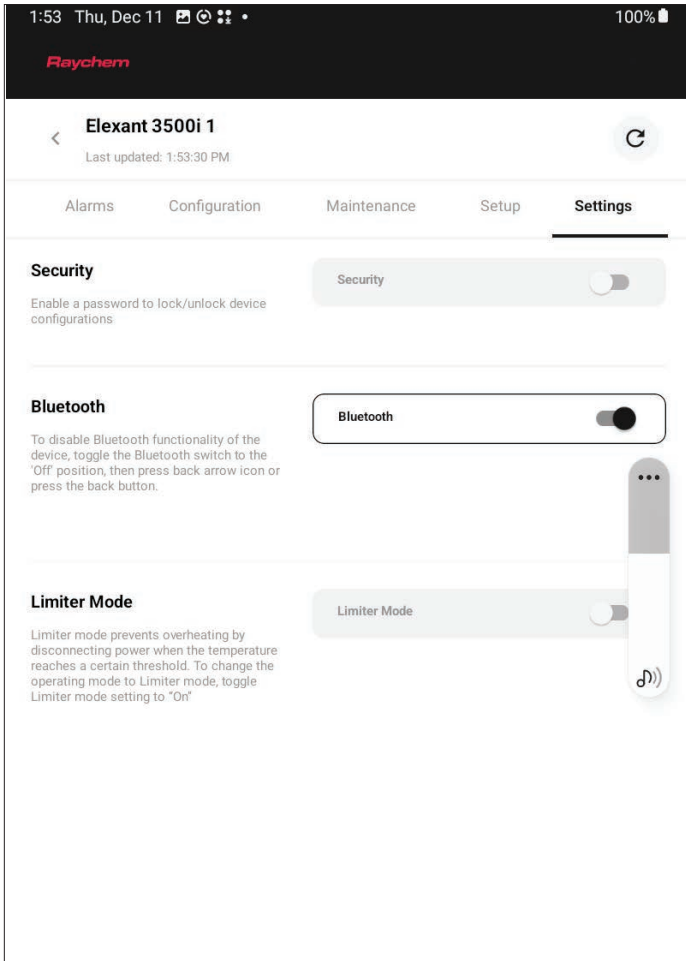 1:53 Thu, Dec 11
100%
Raychem
Elexant 3500i 1
Last updated: 1:53:30 PM
Alarms Configuration Maintenance Setup Settings
Security
Enable a password to lock/unlock device
configurations
Security
Bluetooth
To disable Bluetooth functionality of the
device, toggle the Bluetooth switch to the
'Off' position, then press back arrow icon or
press the back button.
Bluetooth
Limiter Mode
Limiter mode prevents overheating by
disconnecting power when the temperature
reaches a certain threshold. To change the
operating mode to Limiter mode, toggle
Limiter mode setting to "On"
Limiter Mode